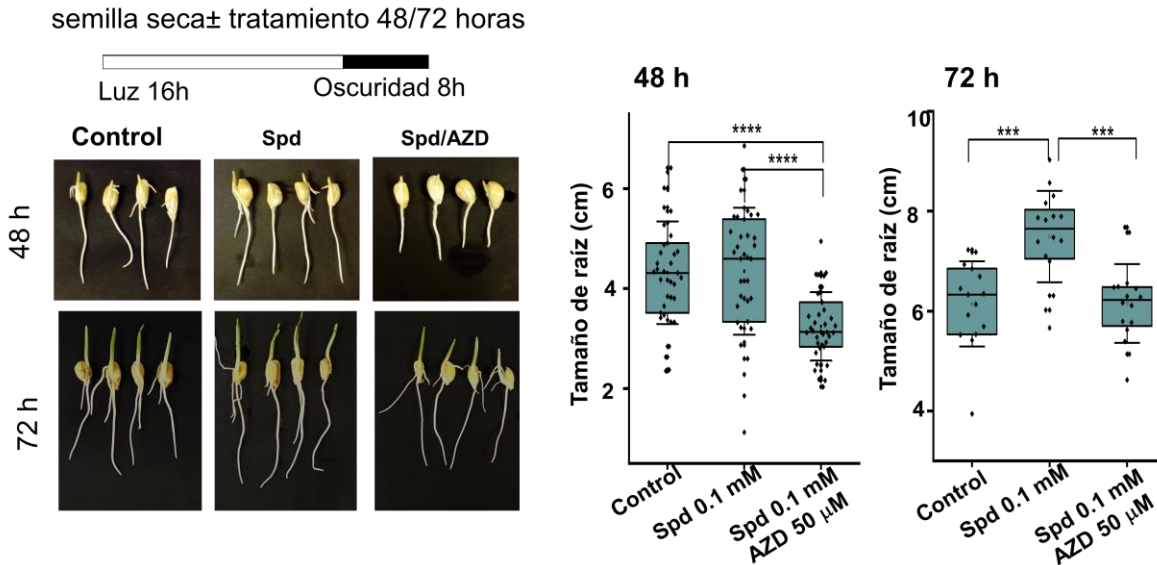 semilla seca± tratamiento 48/72 horas
Luz 16h
Oscuridad 8h
Control
Spd
Spd/AZD
48 h
72 h
48 h
Tamaño de raíz (cm)
6
4
2
****
****
Control
Spd 0.1 mM
Spd 0.1 mM
AZD 50 μM
72 h
Tamaño de raíz (cm)
10
8
6
4
***
***
Control
Spd 0.1 mM
Spd 0.1 mM
AZD 50 μM